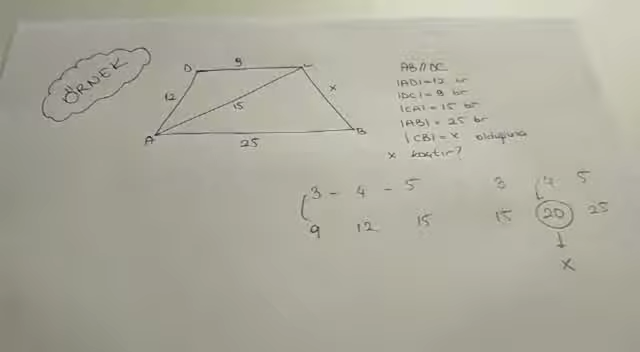 ÖRNEK
D 9 C
12 15 x
A 25 B
AB//DC
|AD|=12 br
|DC|=9 br
|CA|=15 br
|AB|=25 br
|CB|=x olduğuna
x kaçtır?
3 - 4 - 5 3 4 5
9 12 15 15 20 25
x